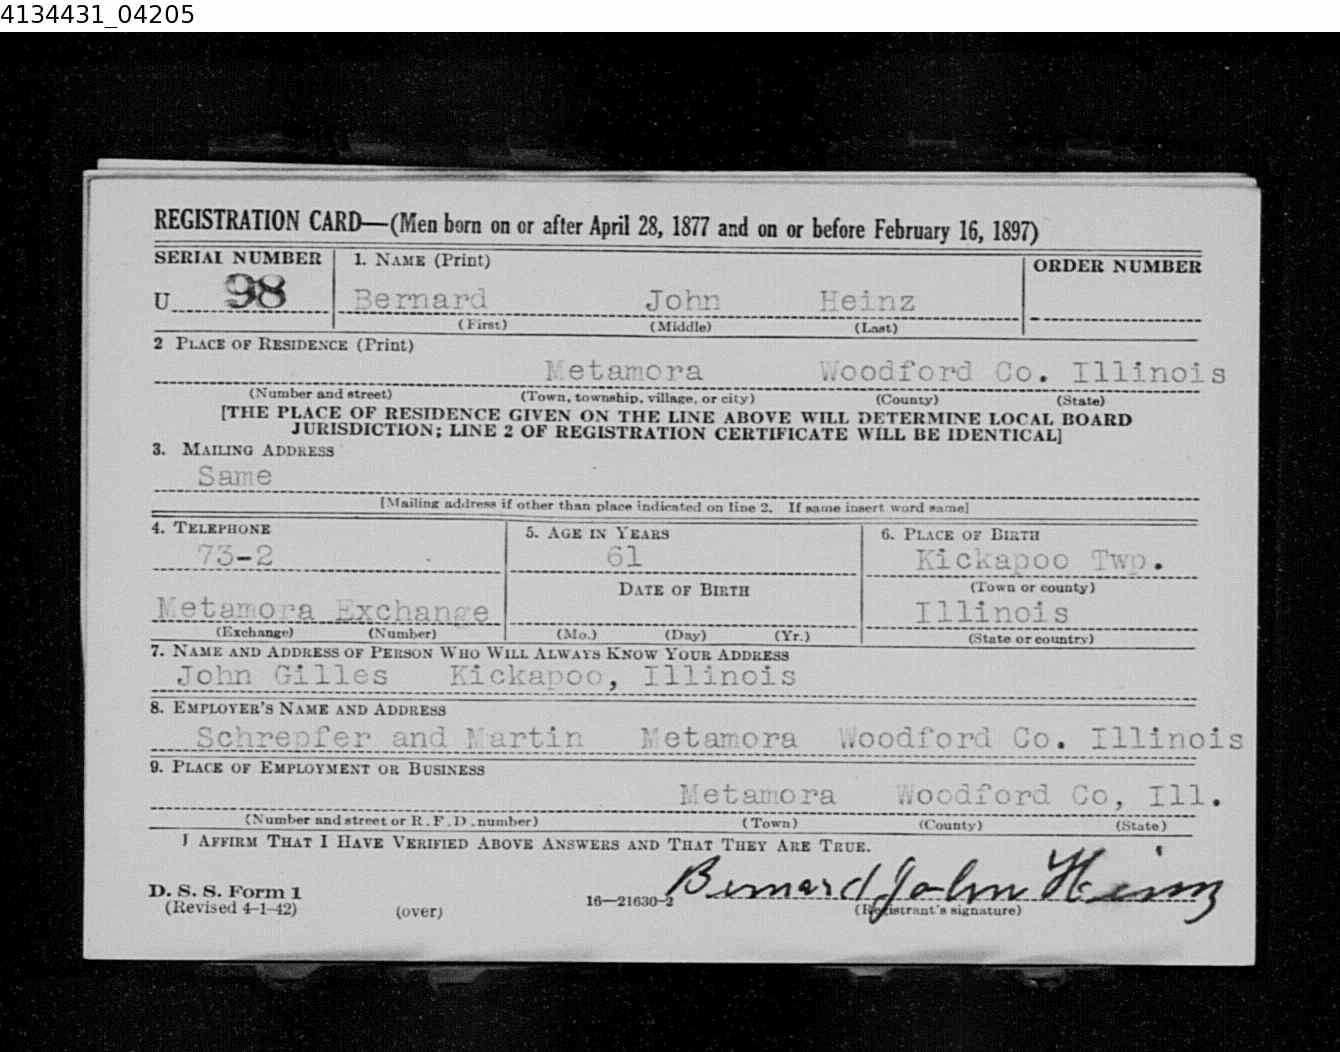 4134431_04205
REGISTRATION CARD—(Men born on or after April 28, 1877 and on or before February 16, 1897)
SERIAL NUMBER 1. NAME (Print) ORDER NUMBER
U 98 Bernard John Heinz
(First) (Middle) (Last)
2 PLACE OF RESIDENCE (Print)
Metamora Woodford Co. Illinois
(Number and street) (Town, township, village, or city) (County) (State)
[THE PLACE OF RESIDENCE GIVEN ON THE LINE ABOVE WILL DETERMINE LOCAL BOARD
JURISDICTION; LINE 2 OF REGISTRATION CERTIFICATE WILL BE IDENTICAL]
3. MAILING ADDRESS
Same
[Mailing address if other than place indicated on line 2. If same insert word same]
4. TELEPHONE 5. AGE IN YEARS 6. PLACE OF BIRTH
73-2 61 Kickapoo Twp.
DATE OF BIRTH (Town or county)
Metamora Exchange Illinois
(Exchange) (Number) (Mo.) (Day) (Yr.) (State or country)
7. NAME AND ADDRESS OF PERSON WHO WILL ALWAYS KNOW YOUR ADDRESS
John Gilles Kickapoo, Illinois
8. EMPLOYER'S NAME AND ADDRESS
Schrepfer and Martin Metamora Woodford Co. Illinois
9. PLACE OF EMPLOYMENT OR BUSINESS
Metamora Woodford Co, Ill.
(Number and street or R.F.D. number) (Town) (County) (State)
I AFFIRM THAT I HAVE VERIFIED ABOVE ANSWERS AND THAT THEY ARE TRUE.
D. S. S. Form 1
(Revised 4-1-42) (over) 16—21630-2 Bernard John Heinz
(Registrant's signature)